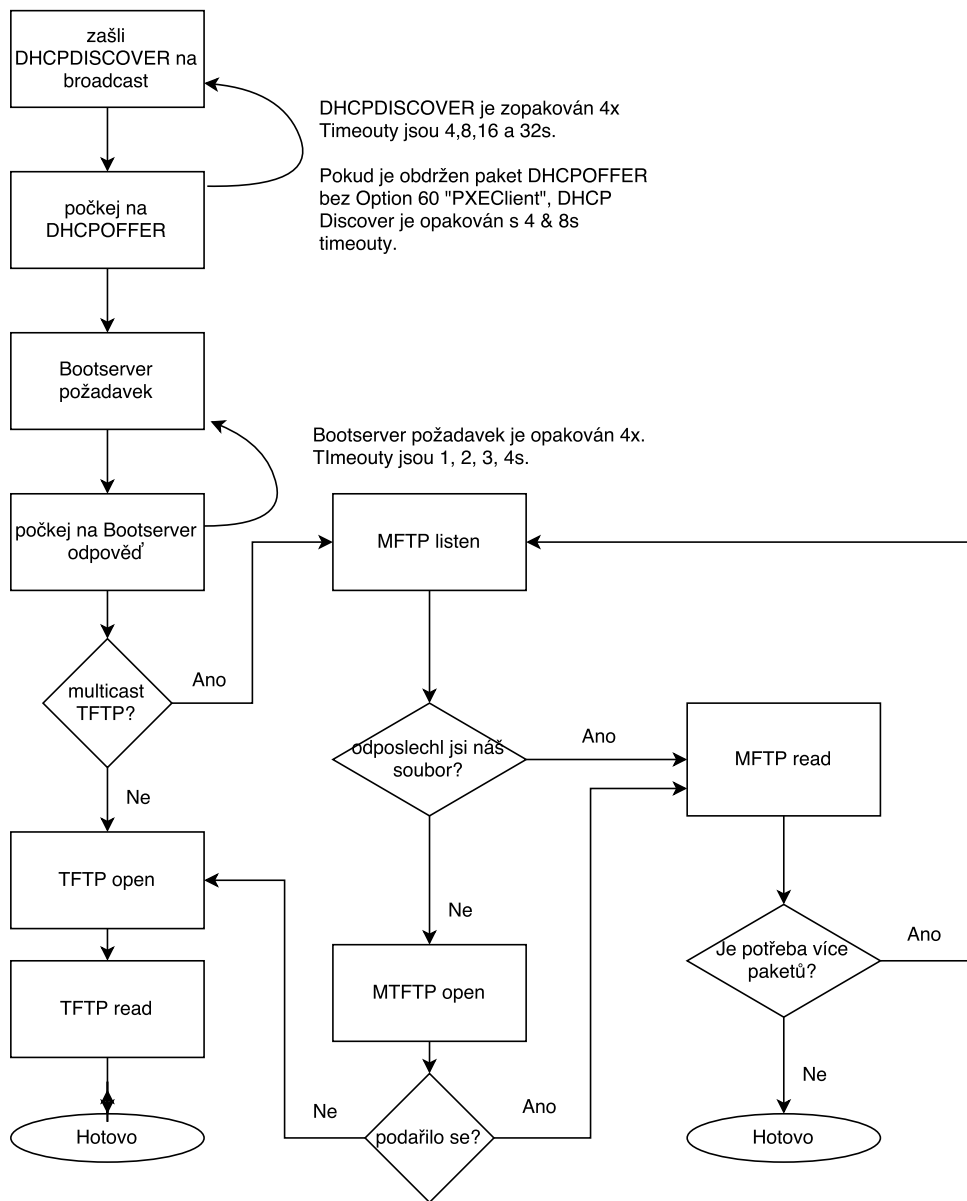 zašli
DHCPDISCOVER na
broadcast
DHCPDISCOVER je zopakován 4x
Timeouty jsou 4,8,16 a 32s.
Pokud je obdržen paket DHCPOFFER
bez Option 60 "PXEClient", DHCP
Discover je opakován s 4 & 8s
timeouty.
počkej na
DHCPOFFER
Bootserver
požadavek
Bootserver požadavek je opakován 4x.
TImeouty jsou 1, 2, 3, 4s.
počkej na Bootserver
odpověď
MFTP listen
multicast
TFTP?
Ano
Ne
odposlechl jsi náš
soubor?
Ano
MFTP read
TFTP open
Ne
TFTP read
MTFTP open
Je potřeba více
paketů?
Ano
Ne
Hotovo
Ne
podařilo se?
Ano
Hotovo